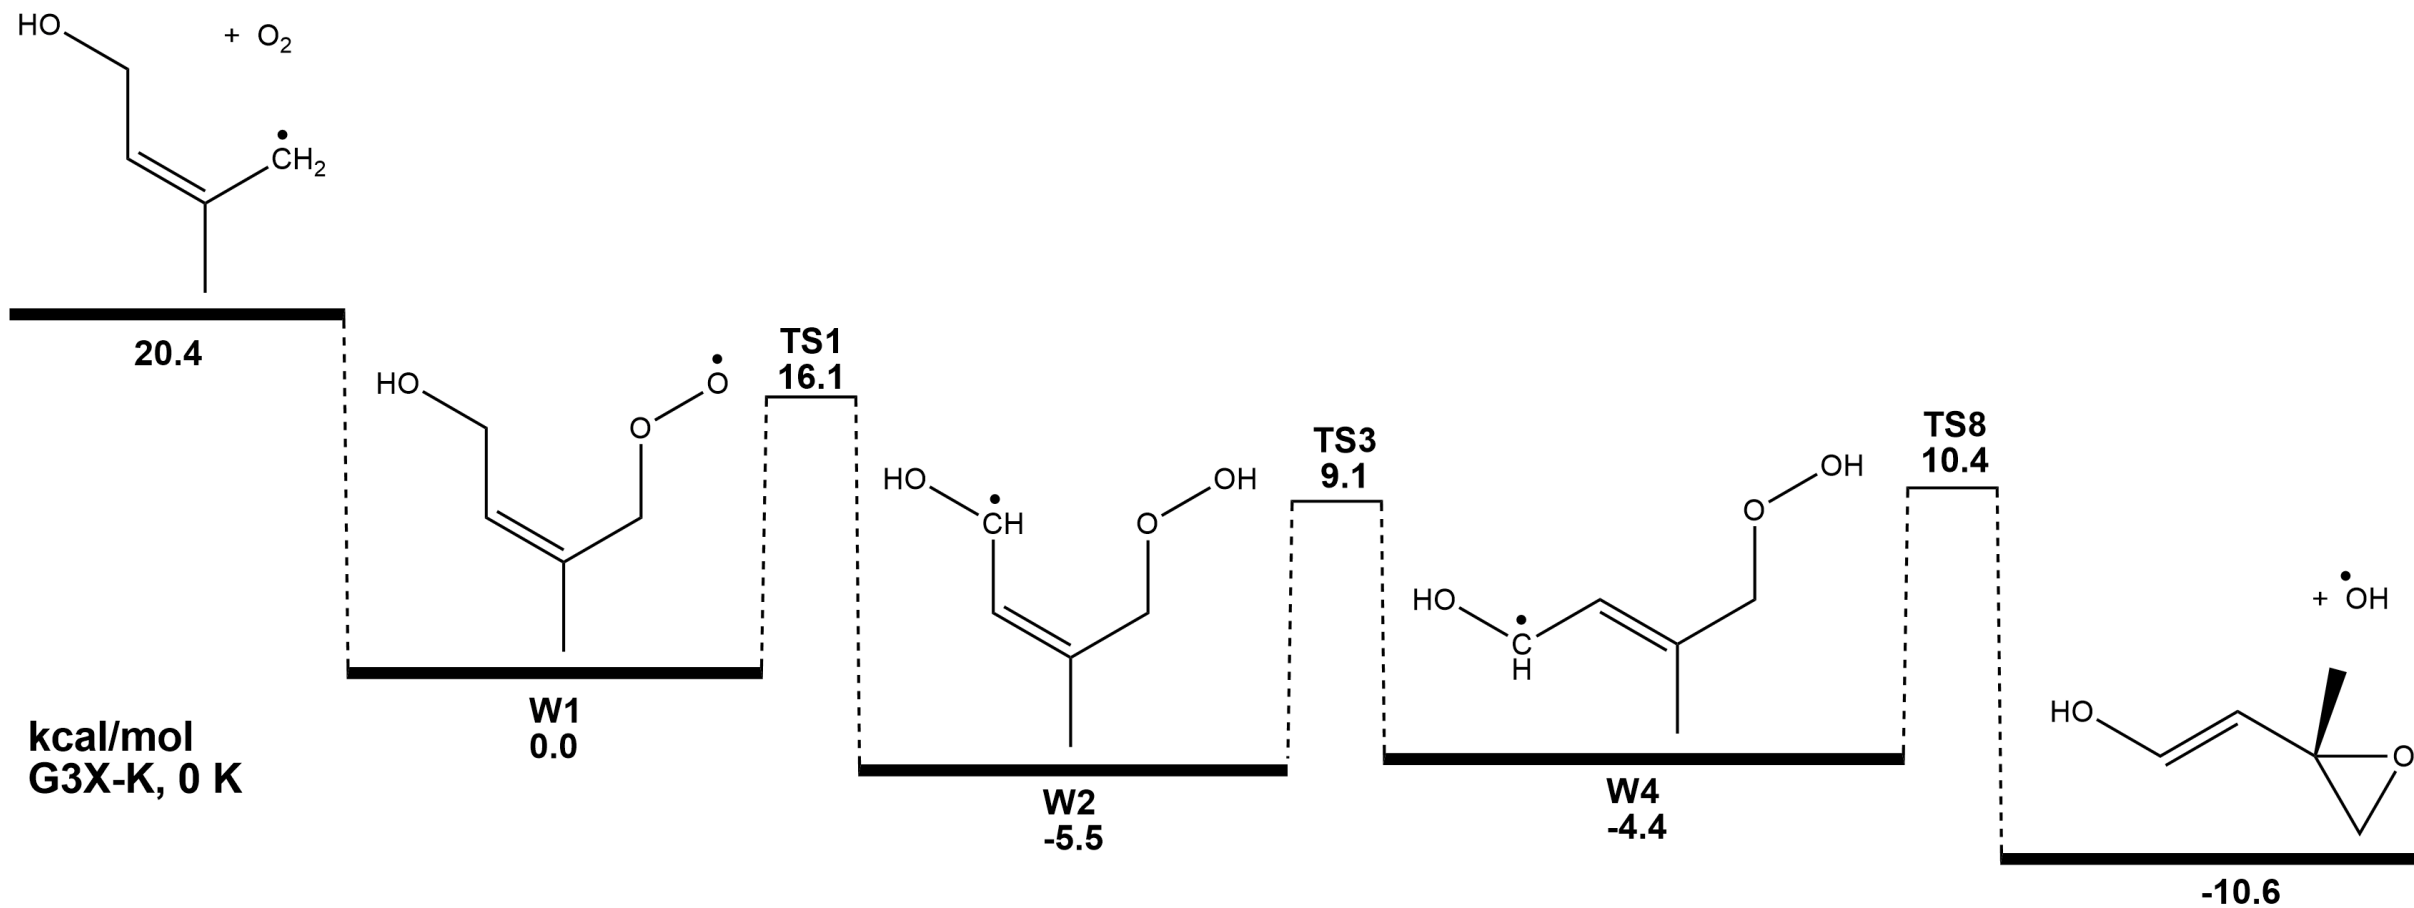 HO
+ O2
•
CH2
20.4
HO
•
O
O
W1
0.0
TS1
16.1
HO
•
CH
OH
O
W2
-5.5
TS3
9.1
HO
•
C
H
OH
O
W4
-4.4
TS8
10.4
+ •OH
HO
O
-10.6
kcal/mol
G3X-K, 0 K